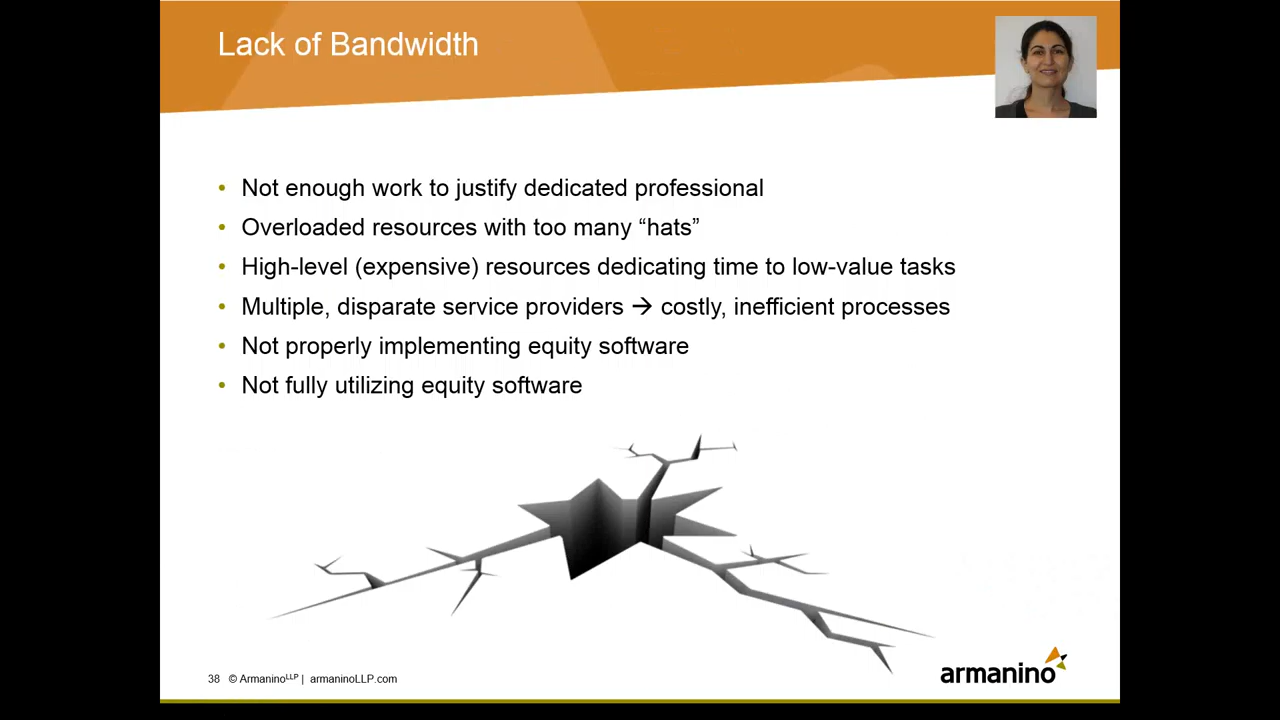 Lack of Bandwidth
• Not enough work to justify dedicated professional
• Overloaded resources with too many “hats”
• High-level (expensive) resources dedicating time to low-value tasks
• Multiple, disparate service providers → costly, inefficient processes
• Not properly implementing equity software
• Not fully utilizing equity software
38 © ArmaninoLLP | armaninoLLP.com
armanino